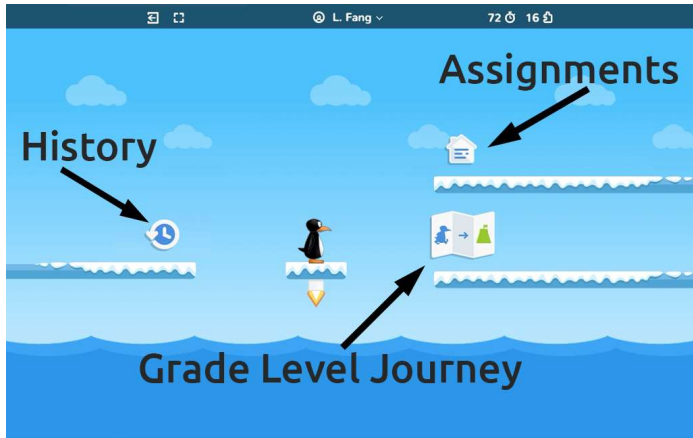 L. Fang
72 16
Assignments
History
Grade Level Journey